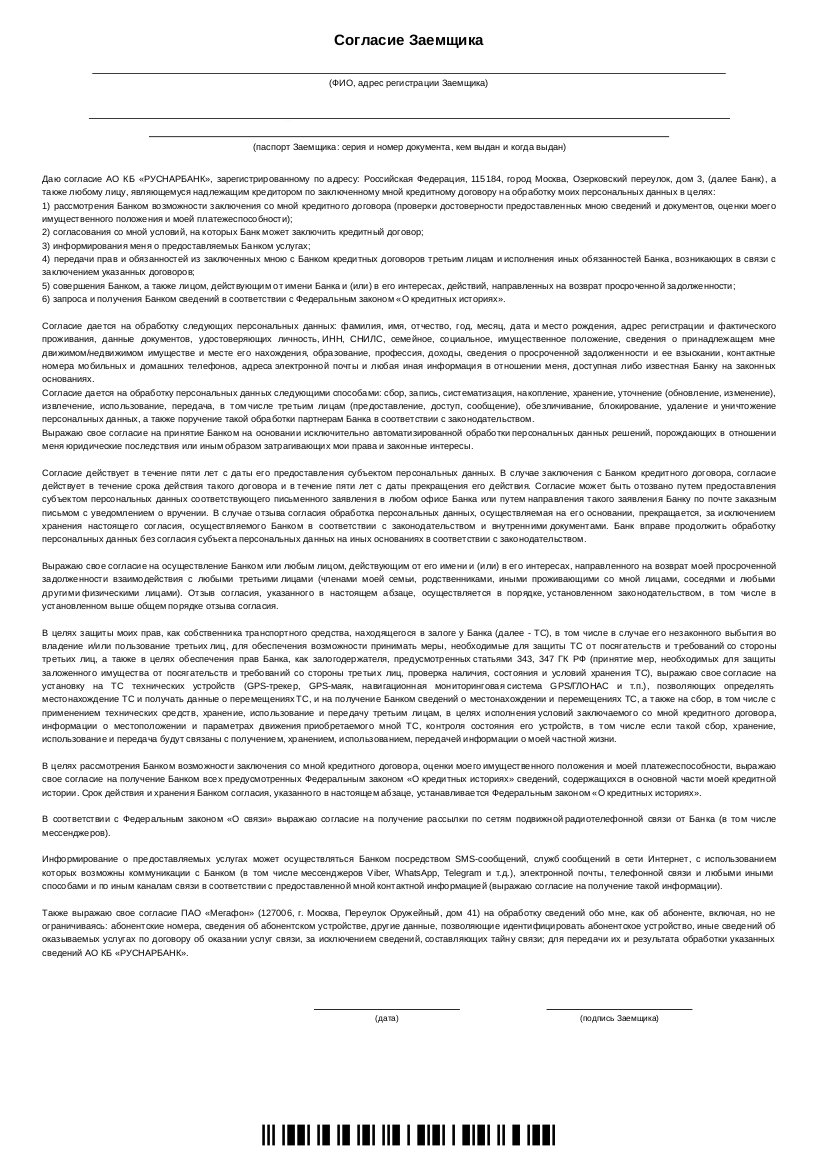 Согласие Заемщика
(ФИО, адрес регистрации Заемщика)
(паспорт Заемщика: серия и номер документа, кем выдан и когда выдан)
Даю согласие АО КБ «РУСНАРБАНК», зарегистрированному по адресу: Российская Федерация, 115184, город Москва, Озерковский переулок, дом 3, (далее Банк), а
также любому лицу, являющемуся надлежащим кредитором по заключенному мной кредитному договору на обработку моих персональных данных в целях:
1) рассмотрения Банком возможности заключения со мной кредитного договора (проверки достоверности предоставленных мною сведений и документов, оценки моего
имущественного положения и моей платежеспособности);
2) согласования со мной условий, на которых Банк может заключить кредитный договор;
3) информирования меня о предоставляемых Банком услугах;
4) передачи прав и обязанностей из заключенных мною с Банком кредитных договоров третьим лицам и исполнения иных обязанностей Банка, возникающих в связи с
заключением указанных договоров;
5) совершения Банком, а также лицом, действующим от имени Банка и (или) в его интересах, действий, направленных на возврат просроченной задолженности;
6) запроса и получения Банком сведений в соответствии с Федеральным законом «О кредитных историях».
Согласие дается на обработку следующих персональных данных: фамилия, имя, отчество, год, месяц, дата и место рождения, адрес регистрации и фактического
проживания, данные документов, удостоверяющих личность, ИНН, СНИЛС, семейное, социальное, имущественное положение, сведения о принадлежащем мне
движимом/недвижимом имуществе и месте его нахождения, образование, профессия, доходы, сведения о просроченной задолженности и ее взыскании, контактные
номера мобильных и домашних телефонов, адреса электронной почты и любая иная информация в отношении меня, доступная либо известная Банку на законных
основаниях.
Согласие дается на обработку персональных данных следующими способами: сбор, запись, систематизация, накопление, хранение, уточнение (обновление, изменение),
извлечение, использование, передача, в том числе третьим лицам (предоставление, доступ, сообщение), обезличивание, блокирование, удаление и уничтожение
персональных данных, а также поручение такой обработки партнерам Банка в соответствии с законодательством.
Выражаю свое согласие на принятие Банком на основании исключительно автоматизированной обработки персональных данных решений, порождающих в отношении
меня юридические последствия или иным образом затрагивающих мои права и законные интересы.
Согласие действует в течение пяти лет с даты его предоставления субъектом персональных данных. В случае заключения с Банком кредитного договора, согласие
действует в течение срока действия такого договора и в течение пяти лет с даты прекращения его действия. Согласие может быть отозвано путем предоставления
субъектом персональных данных соответствующего письменного заявления в любом офисе Банка или путем направления такого заявления Банку по почте заказным
письмом с уведомлением о вручении. В случае отзыва согласия обработка персональных данных, осуществляемая на его основании, прекращается, за исключением
хранения настоящего согласия, осуществляемого Банком в соответствии с законодательством и внутренними документами. Банк вправе продолжить обработку
персональных данных без согласия субъекта персональных данных на иных основаниях в соответствии с законодательством.
Выражаю свое согласие на осуществление Банком или любым лицом, действующим от его имени и (или) в его интересах, направленного на возврат моей просроченной
задолженности взаимодействия с любыми третьими лицами (членами моей семьи, родственниками, иными проживающими со мной лицами, соседями и любыми
другими физическими лицами). Отзыв согласия, указанного в настоящем абзаце, осуществляется в порядке, установленном законодательством, в том числе в
установленном выше общем порядке отзыва согласия.
В целях защиты моих прав, как собственника транспортного средства, находящегося в залоге у Банка (далее - ТС), в том числе в случае его незаконного выбытия во
владение и/или пользование третьих лиц, для обеспечения возможности принимать меры, необходимые для защиты ТС от посягательств и требований со стороны
третьих лиц, а также в целях обеспечения прав Банка, как залогодержателя, предусмотренных статьями 343, 347 ГК РФ (принятие мер, необходимых для защиты
заложенного имущества от посягательств и требований со стороны третьих лиц, проверка наличия, состояния и условий хранения ТС), выражаю свое согласие на
установку на ТС технических устройств (GPS-трекер, GPS-маяк, навигационная мониторинговая система GPS/ГЛОНАС и т.п.), позволяющих определять
местонахождение ТС и получать данные о перемещениях ТС, и на получение Банком сведений о местонахождении и перемещениях ТС, а также на сбор, в том числе с
применением технических средств, хранение, использование и передачу третьим лицам, в целях исполнения условий заключаемого со мной кредитного договора,
информации о местоположении и параметрах движения приобретаемого мной ТС, контроля состояния его устройств, в том числе если такой сбор, хранение,
использование и передача будут связаны с получением, хранением, использованием, передачей информации о моей частной жизни.
В целях рассмотрения Банком возможности заключения со мной кредитного договора, оценки моего имущественного положения и моей платежеспособности, выражаю
свое согласие на получение Банком всех предусмотренных Федеральным законом «О кредитных историях» сведений, содержащихся в основной части моей кредитной
истории. Срок действия и хранения Банком согласия, указанного в настоящем абзаце, устанавливается Федеральным законом «О кредитных историях».
В соответствии с Федеральным законом «О связи» выражаю согласие на получение рассылки по сетям подвижной радиотелефонной связи от Банка (в том числе
мессенджеров).
Информирование о предоставляемых услугах может осуществляться Банком посредством SMS-сообщений, служб сообщений в сети Интернет, с использованием
которых возможны коммуникации с Банком (в том числе мессенджеров Viber, WhatsApp, Telegram и т.д.), электронной почты, телефонной связи и любыми иными
способами и по иным каналам связи в соответствии с предоставленной мной контактной информацией (выражаю согласие на получение такой информации).
Также выражаю свое согласие ПАО «Мегафон» (127006, г. Москва, Переулок Оружейный, дом 41) на обработку сведений обо мне, как об абоненте, включая, но не
ограничиваясь: абонентские номера, сведения об абонентском устройстве, другие данные, позволяющие идентифицировать абонентское устройство, иные сведений об
оказываемых услугах по договору об оказании услуг связи, за исключением сведений, составляющих тайну связи; для передачи их и результата обработки указанных
сведений АО КБ «РУСНАРБАНК».
(дата) (подпись Заемщика)